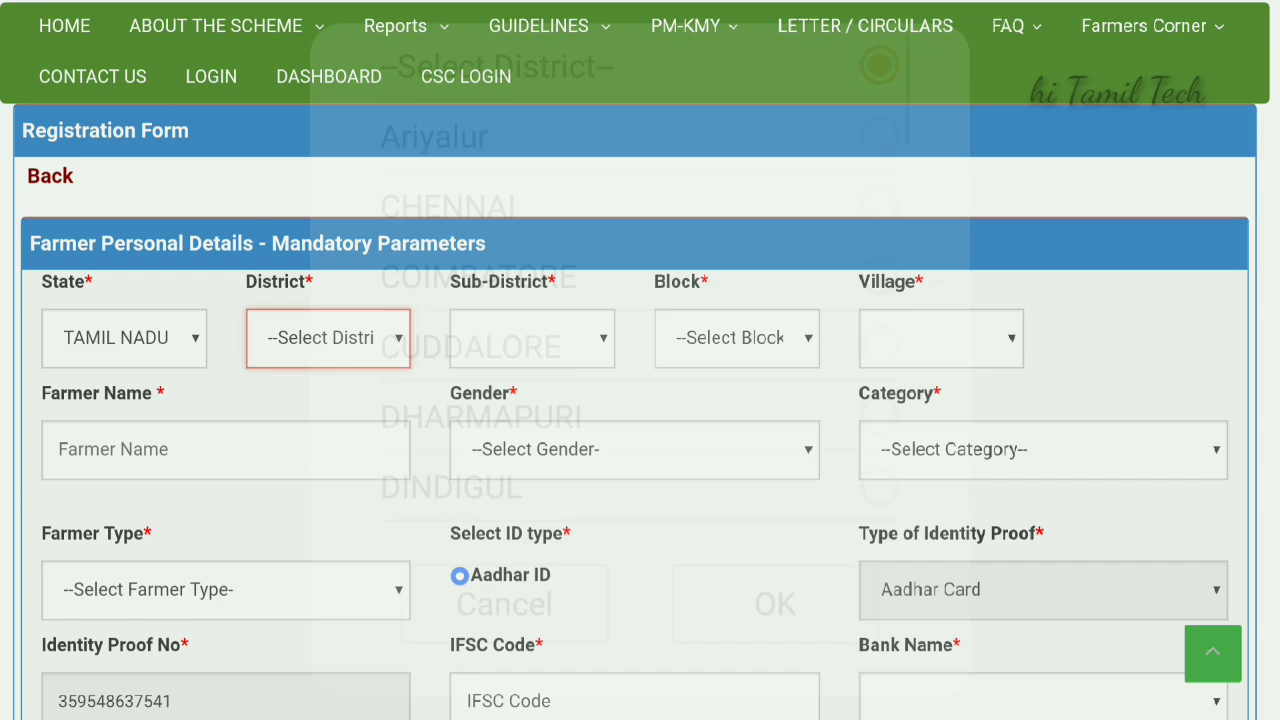 HOME ABOUT THE SCHEME Reports GUIDELINES PM-KMY LETTER / CIRCULARS FAQ Farmers Corner
--Select District--
CONTACT US LOGIN DASHBOARD CSC LOGIN
hi Tamil Tech
Registration Form
Ariyalur
Back
CHENNAI
Farmer Personal Details - Mandatory Parameters
COIMBATORE
State* District* Sub-District* Block* Village*
TAMIL NADU --Select Distri --Select Block
CUDDALORE
Farmer Name * Gender* Category*
DHARMAPURI
Farmer Name --Select Gender- --Select Category--
DINDIGUL
Farmer Type* Select ID type* Type of Identity Proof*
Aadhar ID
--Select Farmer Type- Aadhar Card
Cancel OK
Identity Proof No* IFSC Code* Bank Name*
359548637541 IFSC Code